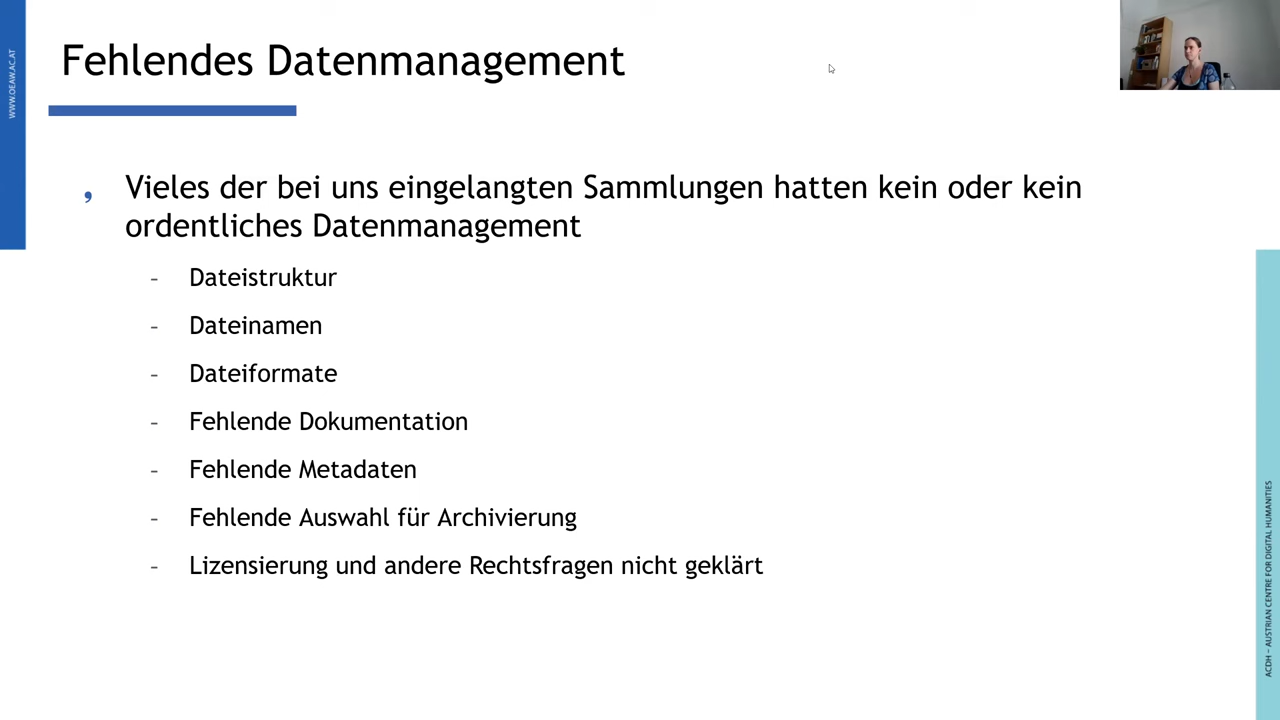 WWW.OEAW.AC.AT
Fehlendes Datenmanagement
, Vieles der bei uns eingelangten Sammlungen hatten kein oder kein
ordentliches Datenmanagement
- Dateistruktur
- Dateinamen
- Dateiformate
- Fehlende Dokumentation
- Fehlende Metadaten
- Fehlende Auswahl für Archivierung
- Lizensierung und andere Rechtsfragen nicht geklärt
ACDH – AUSTRIAN CENTRE FOR DIGITAL HUMANITIES